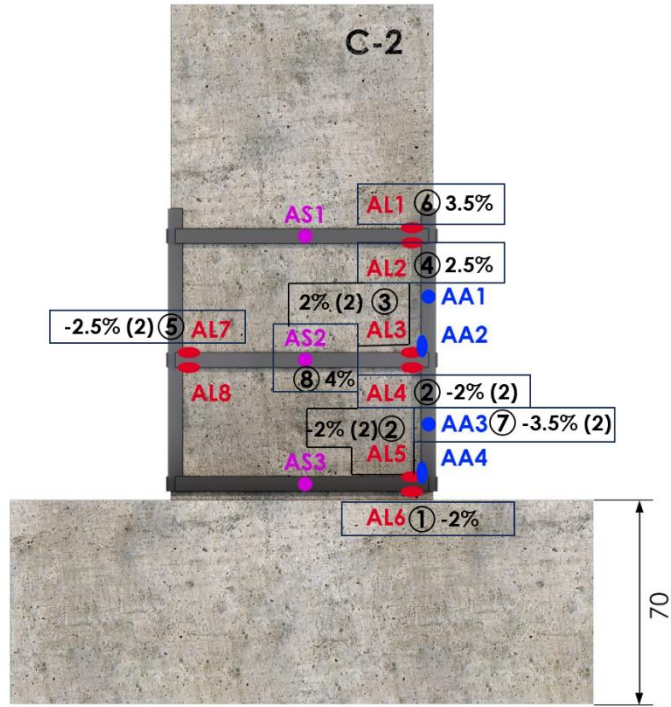 C-2
AL1 ⑥ 3.5%
AS1
AL2 ④ 2.5%
2% (2) ③
AA1
-2.5% (2) ⑤ AL7
AL3
AS2
AA2
⑧ 4%
AL8
AL4 ② -2% (2)
-2% (2) ②
AA3 ⑦ -3.5% (2)
AS3
AL5
AA4
AL6 ① -2%
70